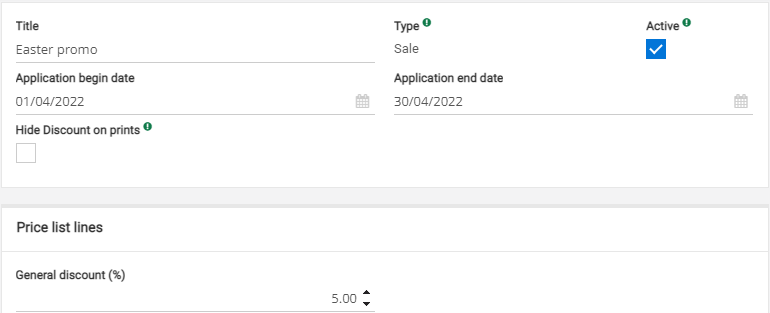 Title Type Active
Easter promo Sale
Application begin date Application end date
01/04/2022 30/04/2022
Hide Discount on prints
Price list lines
General discount (%)
5.00